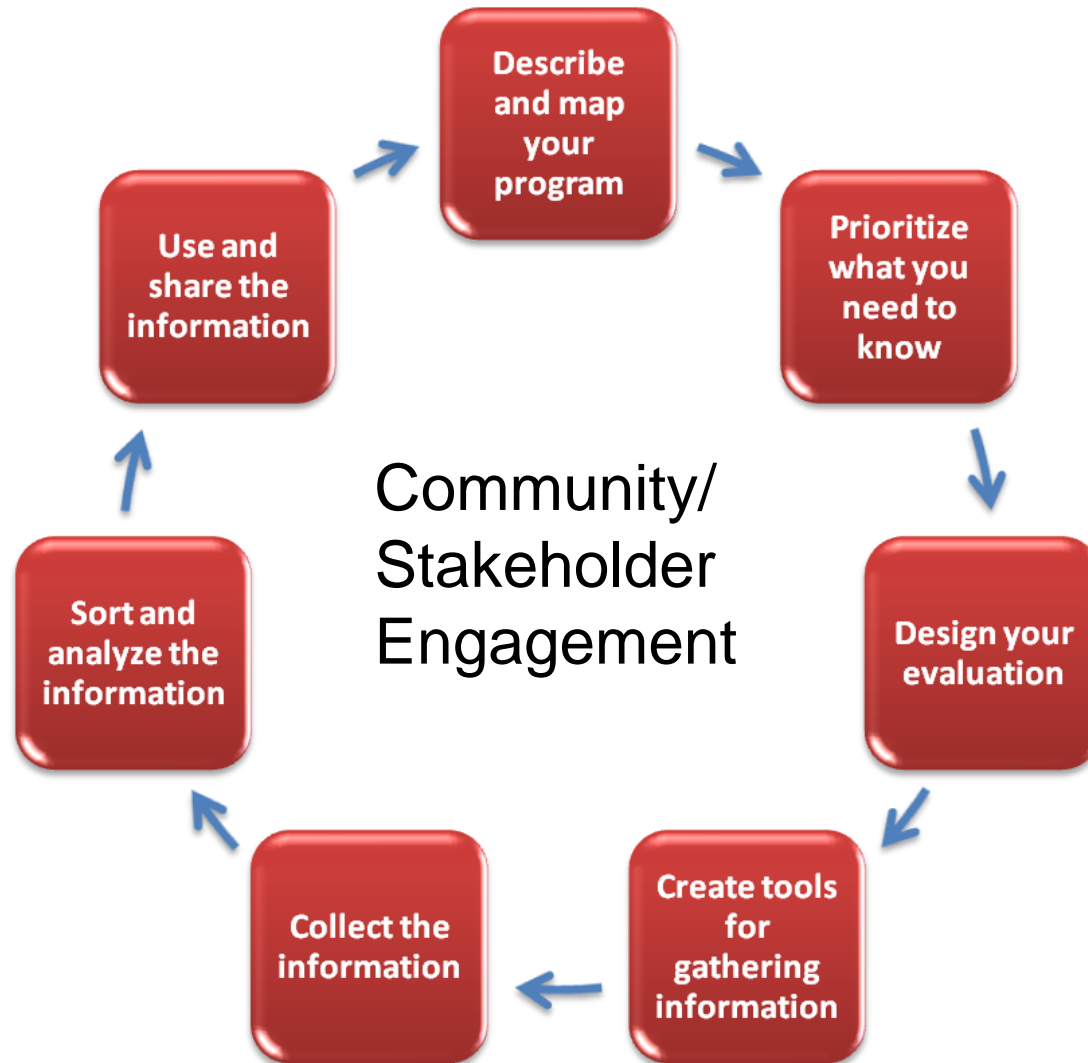 Describe
and map
your
program
Prioritize
what you
need to
know
Design your
evaluation
Create tools
for
gathering
information
Collect the
information
Sort and
analyze the
information
Use and
share the
information
Community/
Stakeholder
Engagement